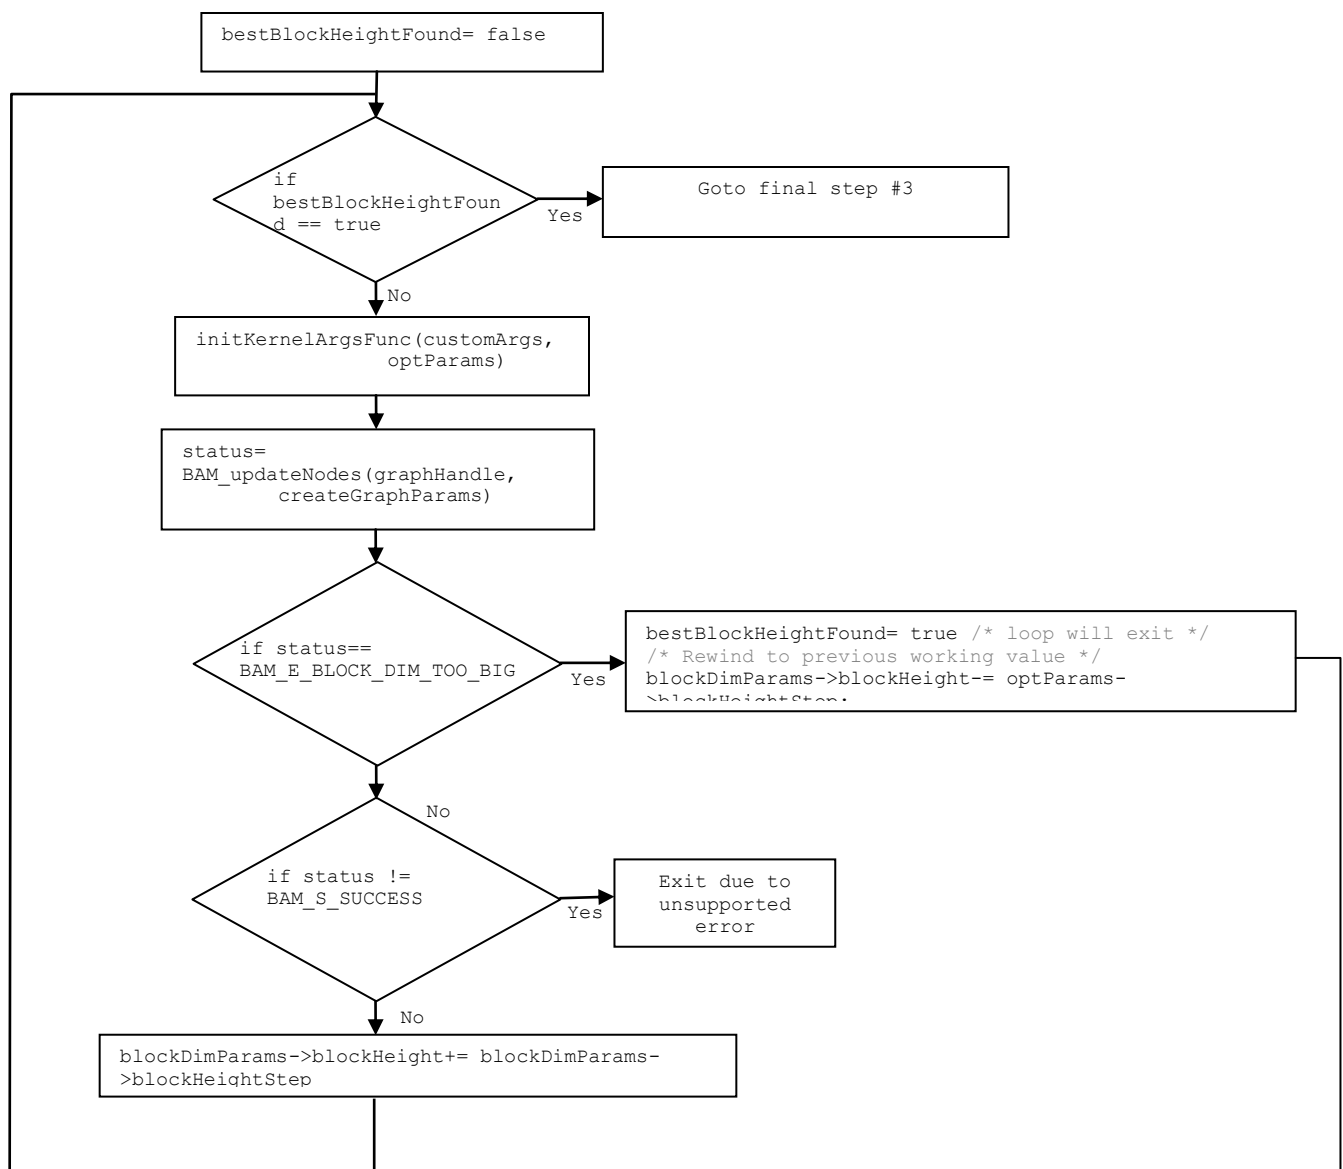 bestBlockHeightFound= false
if
bestBlockHeightFoun
d == true
Yes
Goto final step #3
No
initKernelArgsFunc(customArgs,
optParams)
status=
BAM_updateNodes(graphHandle,
createGraphParams)
if status==
BAM_E_BLOCK_DIM_TOO_BIG
Yes
bestBlockHeightFound= true /* loop will exit */
/* Rewind to previous working value */
blockDimParams->blockHeight-= optParams-
>blockHeightStep;
No
if status !=
BAM_S_SUCCESS
Yes
Exit due to
unsupported
error
No
blockDimParams->blockHeight+= blockDimParams-
>blockHeightStep